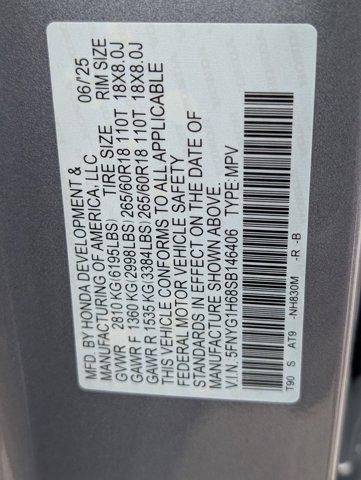 MFD. BY HONDA DEVELOPMENT & 06/25
MANUFACTURING OF AMERICA, LLC
TIRE SIZE RIM SIZE
GVWR 2810 KG(6195LBS)
GAWR F 1360 KG(2998LBS)265/60R18 110T 18X8.0J
GAWR R 1535 KG(3384LBS)265/60R18 110T 18X8.0J
THIS VEHICLE CONFORMS TO ALL APPLICABLE
FEDERAL MOTOR VEHICLE SAFETY
STANDARDS IN EFFECT ON THE DATE OF
MANUFACTURE SHOWN ABOVE.
V.I.N.:5FNYG1H68SB146406 TYPE:MPV
T90 S AT9 -NH830M -R -B